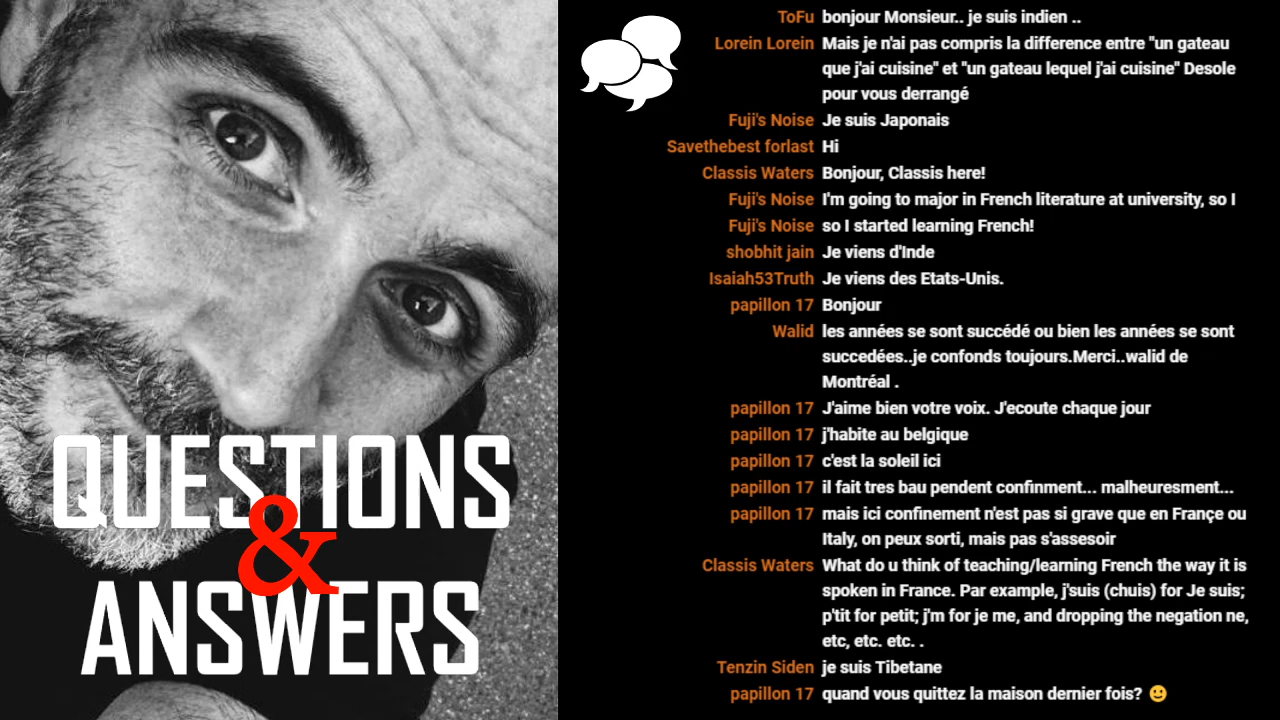 QUESTIONS
&
ANSWERS
ToFu bonjour Monsieur.. je suis indien ..
Lorein Lorein Mais je n'ai pas compris la difference entre "un gateau
que j'ai cuisine" et "un gateau lequel j'ai cuisine" Desole
pour vous derrangé
Fuji's Noise Je suis Japonais
Savethebest forlast Hi
Classis Waters Bonjour, Classis here!
Fuji's Noise I'm going to major in French literature at university, so I
Fuji's Noise so I started learning French!
shobhit jain Je viens d'Inde
Isaiah53Truth Je viens des Etats-Unis.
papillon 17 Bonjour
Walid les années se sont succédé ou bien les années se sont
succedées..je confonds toujours.Merci..walid de
Montréal .
papillon 17 J'aime bien votre voix. J'ecoute chaque jour
papillon 17 j'habite au belgique
papillon 17 c'est la soleil ici
papillon 17 il fait tres bau pendent confinment... malheuresment...
papillon 17 mais ici confinement n'est pas si grave que en Françe ou
Italy, on peux sorti, mais pas s'assesoir
Classis Waters What do u think of teaching/learning French the way it is
spoken in France. Par example, j'suis (chuis) for Je suis;
p'tit for petit; j'm for je me, and dropping the negation ne,
etc, etc. etc. .
Tenzin Siden je suis Tibetane
papillon 17 quand vous quittez la maison dernier fois? 🙂